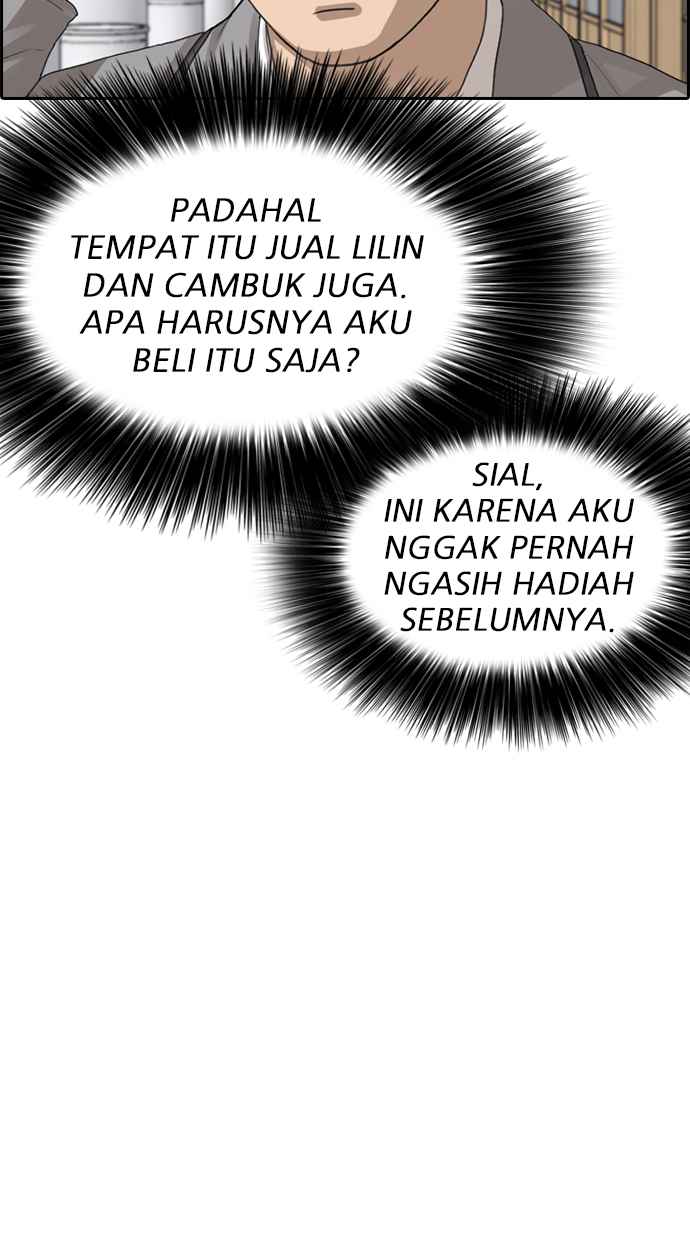 PADAHAL
TEMPAT ITU JUAL LILIN
DAN CAMBUK JUGA.
APA HARUSNYA AKU
BELI ITU SAJA?
SIAL,
INI KARENA AKU
NGGAK PERNAH
NGASIH HADIAH
SEBELUMNYA.